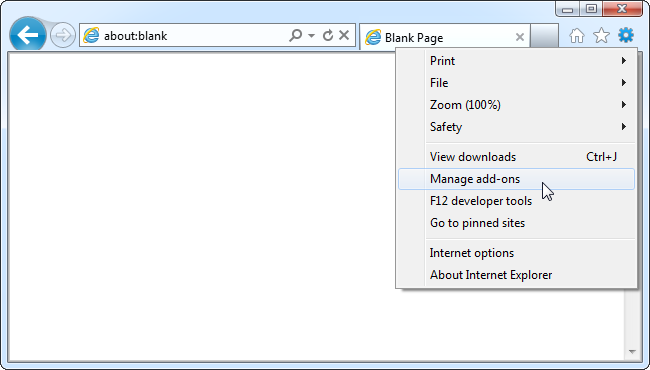 about:blank
Blank Page
Print
File
Zoom (100%)
Safety
View downloads Ctrl+J
Manage add-ons
F12 developer tools
Go to pinned sites
Internet options
About Internet Explorer